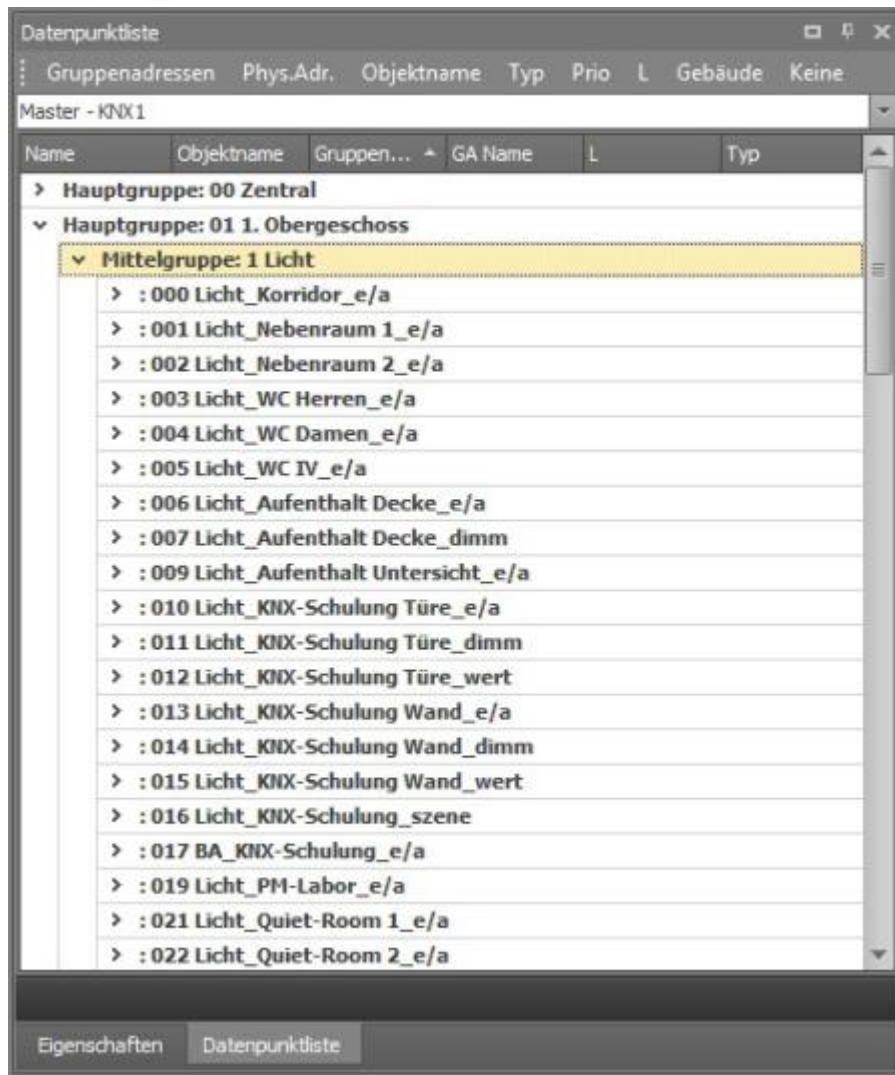 Datenpunktliste
Gruppenadressen Phys.Adr. Objektname Typ Prio L Gebäude Keine
Master - KNX1
Name Objektname Gruppen... GA Name L Typ
Hauptgruppe: 00 Zentral
Hauptgruppe: 01 1. Obergeschoss
Mittelgruppe: 1 Licht
: 000 Licht_Korridor_e/a
: 001 Licht_Nebenraum 1_e/a
: 002 Licht_Nebenraum 2_e/a
: 003 Licht_WC Herren_e/a
: 004 Licht_WC Damen_e/a
: 005 Licht_WC IV_e/a
: 006 Licht_Aufenthalt Decke_e/a
: 007 Licht_Aufenthalt Decke_dimm
: 009 Licht_Aufenthalt Untersicht_e/a
: 010 Licht_KNX-Schulung Türe_e/a
: 011 Licht_KNX-Schulung Türe_dimm
: 012 Licht_KNX-Schulung Türe_wert
: 013 Licht_KNX-Schulung Wand_e/a
: 014 Licht_KNX-Schulung Wand_dimm
: 015 Licht_KNX-Schulung Wand_wert
: 016 Licht_KNX-Schulung_szene
: 017 BA_KNX-Schulung_e/a
: 019 Licht_PM-Labor_e/a
: 021 Licht_Quiet-Room 1_e/a
: 022 Licht_Quiet-Room 2_e/a
Eigenschaften Datenpunktliste